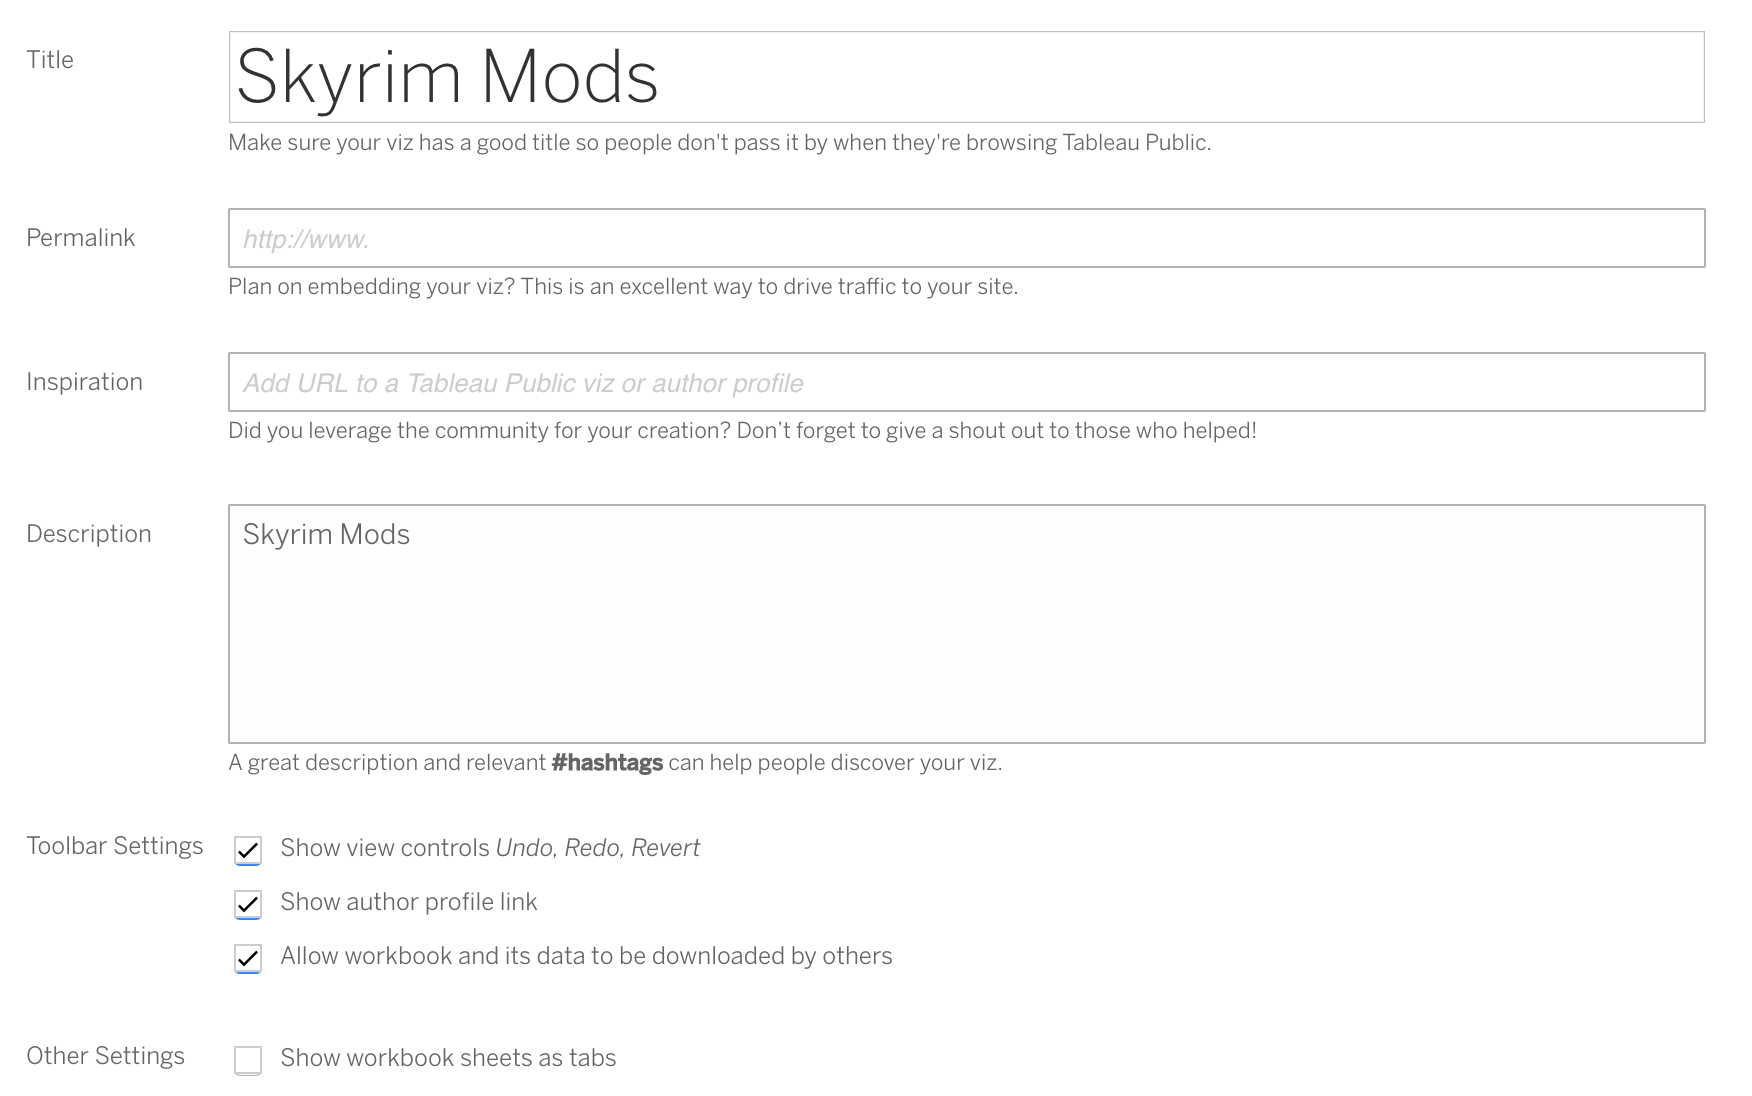 Title
Skyrim Mods
Make sure your viz has a good title so people don't pass it by when they're browsing Tableau Public.
Permalink
http://www.
Plan on embedding your viz? This is an excellent way to drive traffic to your site.
Inspiration
Add URL to a Tableau Public viz or author profile
Did you leverage the community for your creation? Don’t forget to give a shout out to those who helped!
Description
Skyrim Mods
A great description and relevant #hashtags can help people discover your viz.
Toolbar Settings
Show view controls Undo, Redo, Revert
Show author profile link
Allow workbook and its data to be downloaded by others
Other Settings
Show workbook sheets as tabs